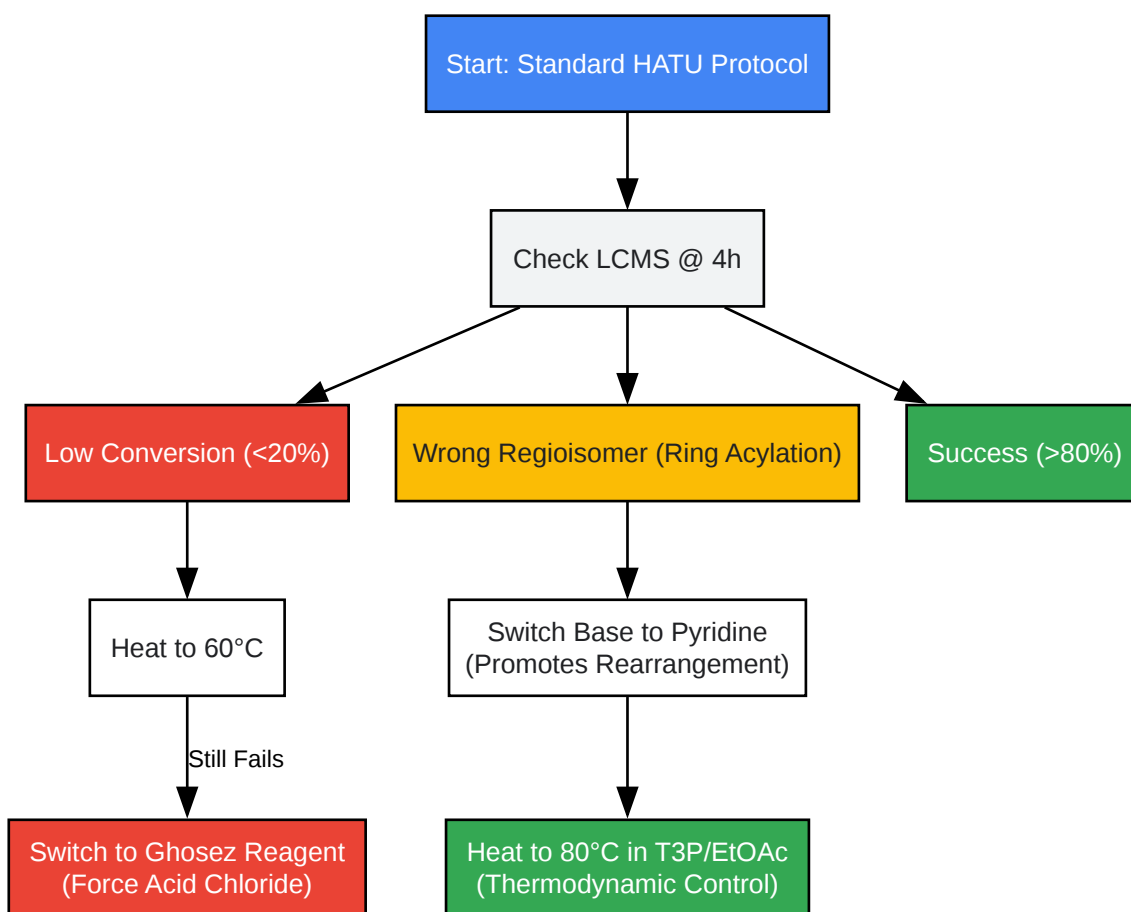 Start: Standard HATU Protocol
Check LCMS @ 4h
Low Conversion (<20%)
Wrong Regioisomer (Ring Acylation)
Success (>80%)
Heat to 60°C
Switch Base to Pyridine
(Promotes Rearrangement)
Still Fails
Switch to Ghosez Reagent
(Force Acid Chloride)
Heat to 80°C in T3P/EtOAc
(Thermodynamic Control)